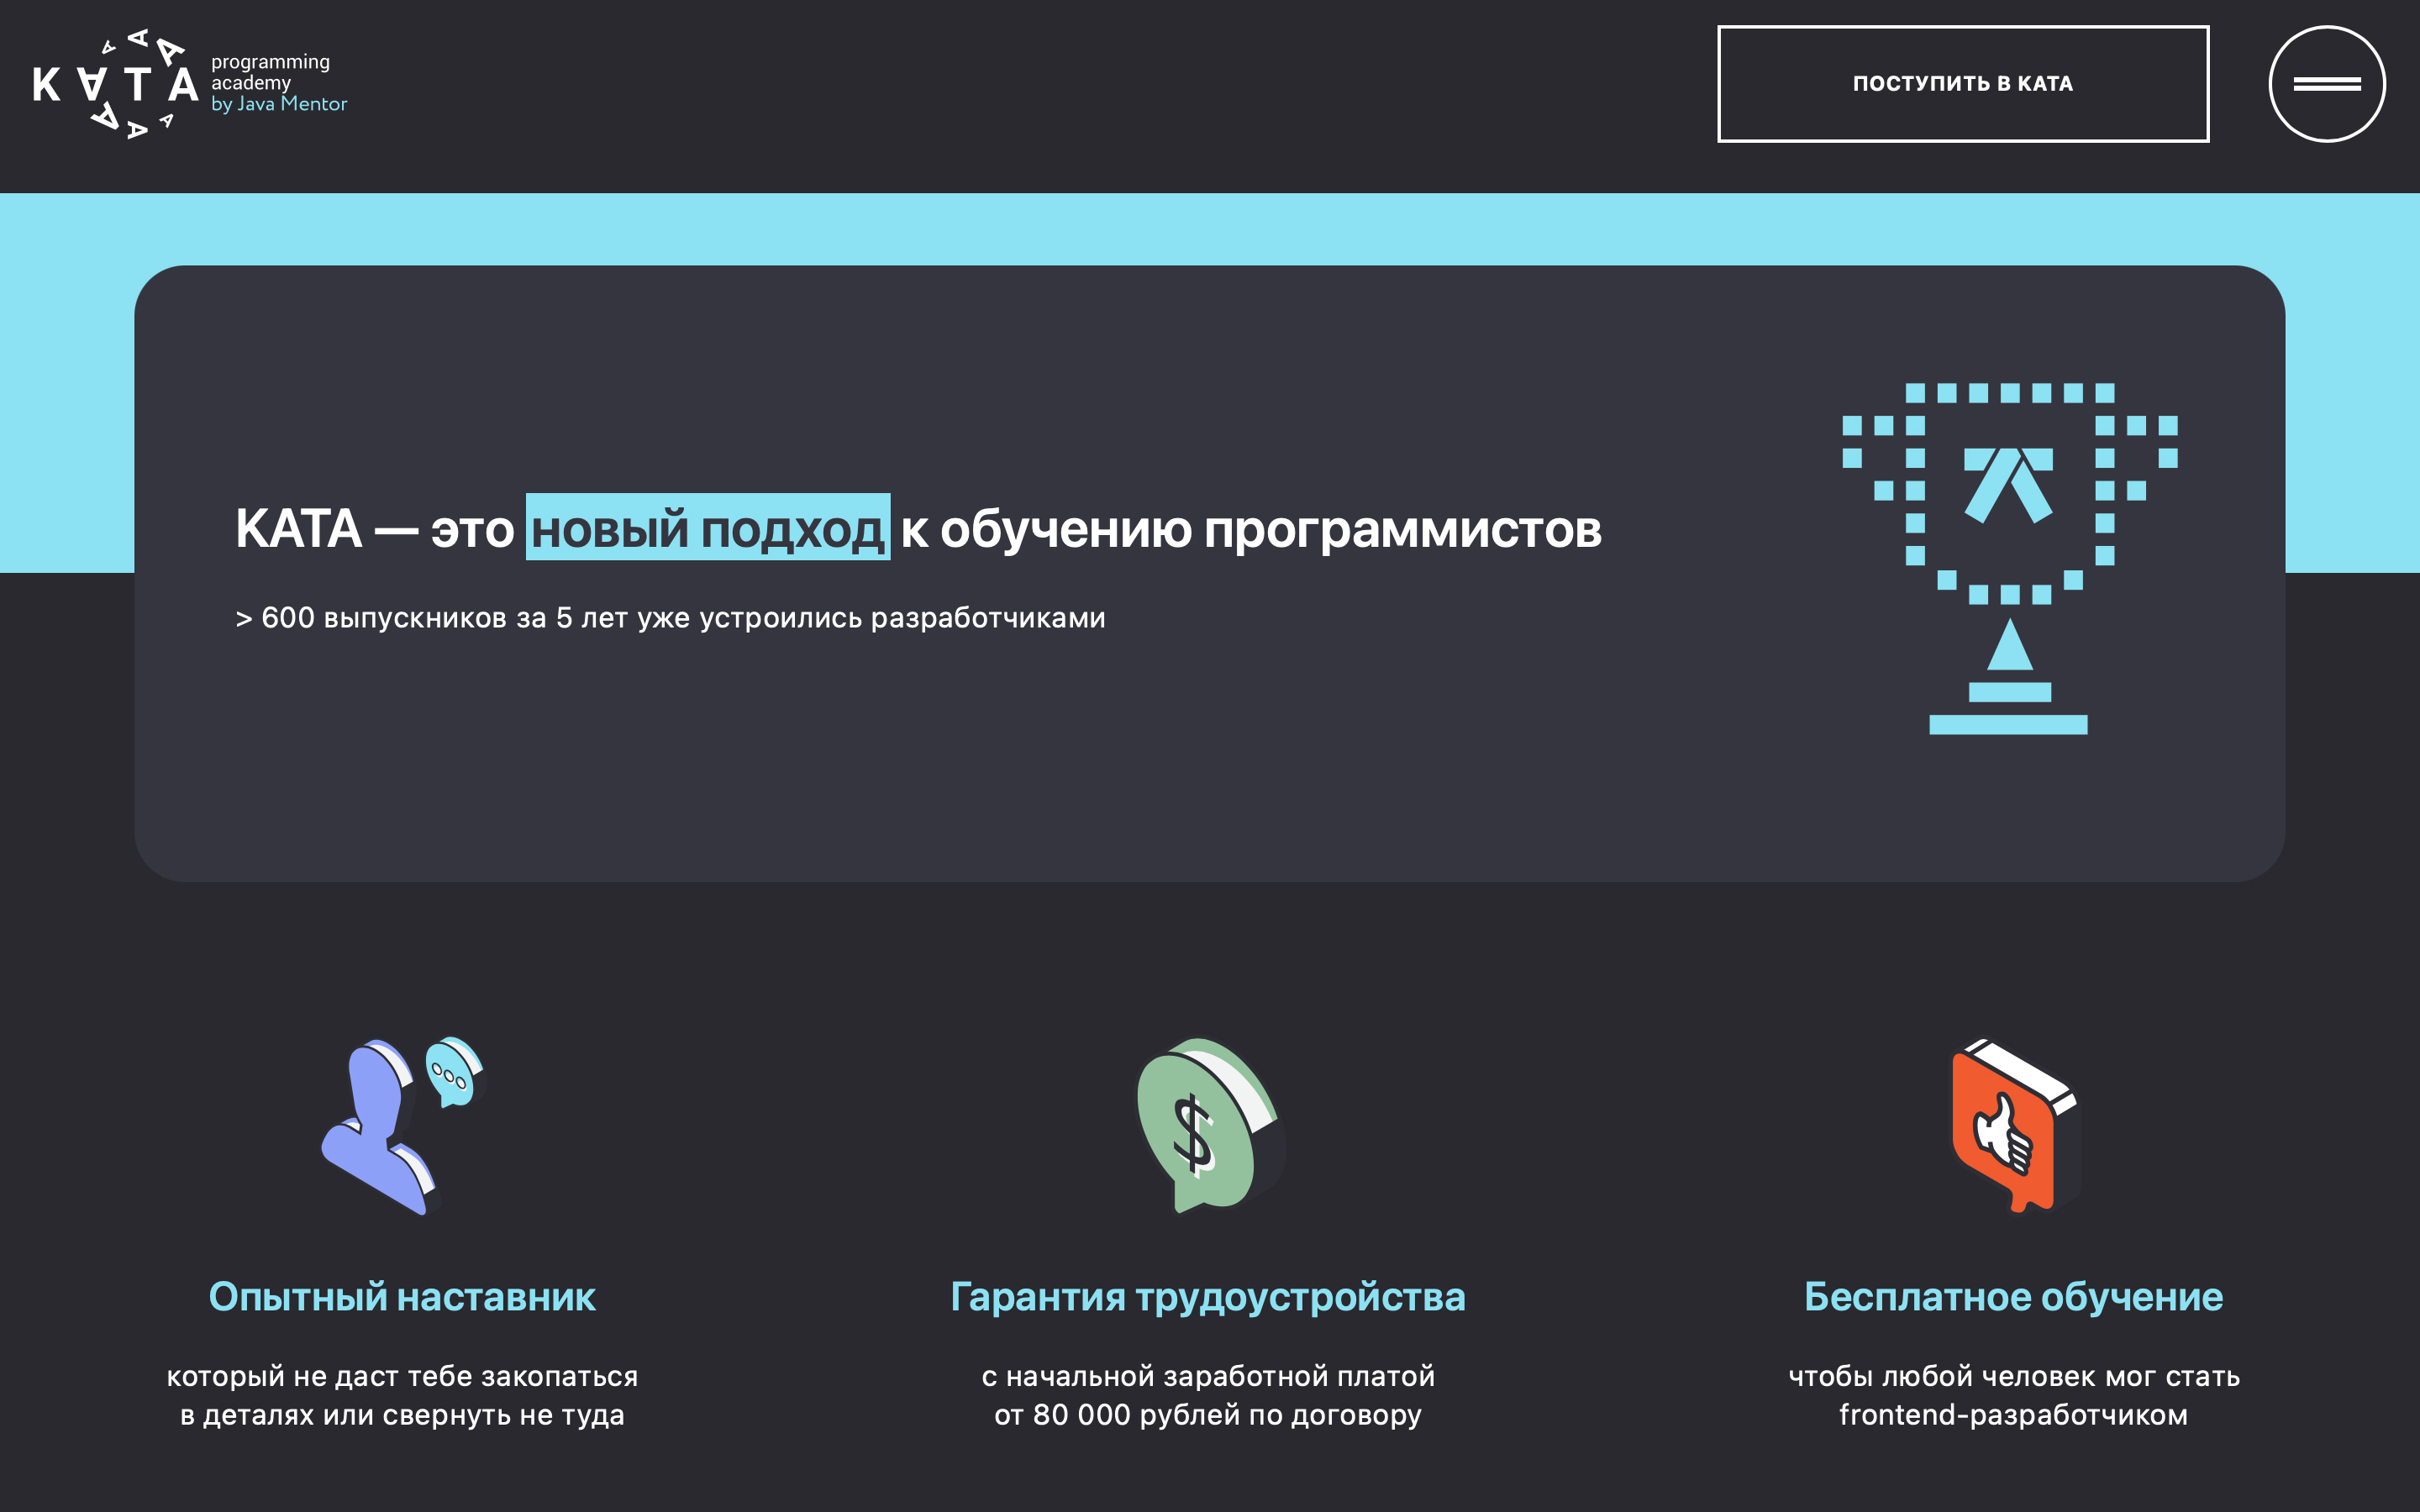 KATA
programming
academy
by Java Mentor
ПОСТУПИТЬ В КАТА
КАТА — это новый подход к обучению программистов
> 600 выпускников за 5 лет уже устроились разработчиками
$
Опытный наставник
который не даст тебе закопаться
в деталях или свернуть не туда
Гарантия трудоустройства
с начальной заработной платой
от 80 000 рублей по договору
Бесплатное обучение
чтобы любой человек мог стать
frontend-разработчиком